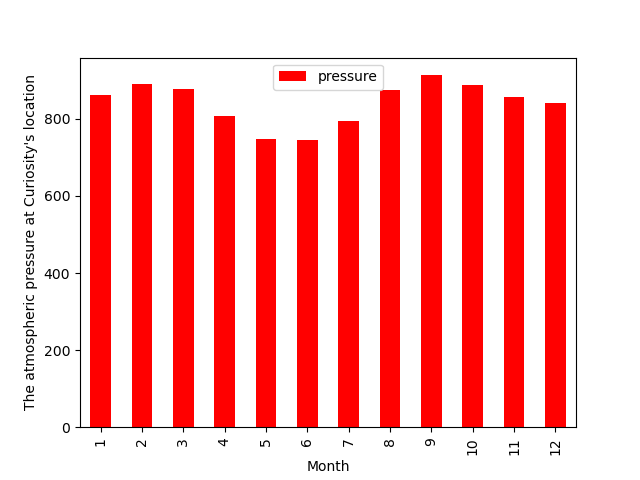 pressure
The atmospheric pressure at Curiosity's location
800
600
400
200
0
1 2 3 4 5 6 7 8 9 10 11 12
Month